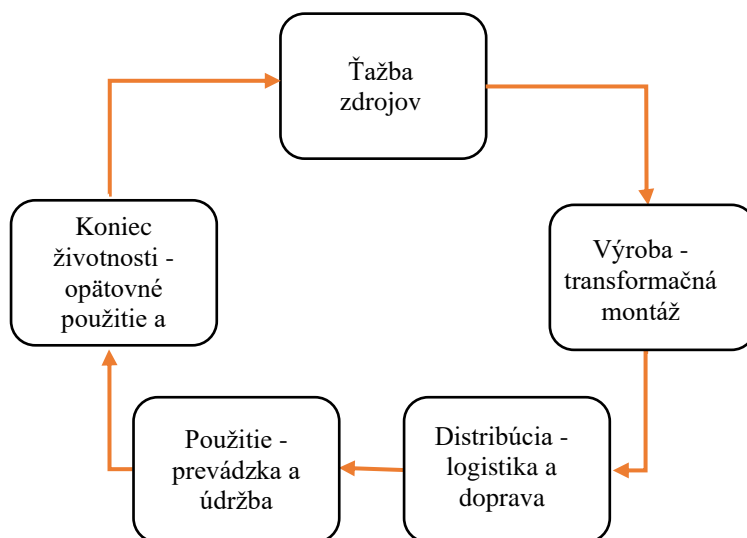 Ťažba
zdrojov
Výroba -
transformačná
montáž
Distribúcia -
logistika a
doprava
Použitie -
prevádzka a
údržba
Koniec
životnosti -
opätovné
použitie a